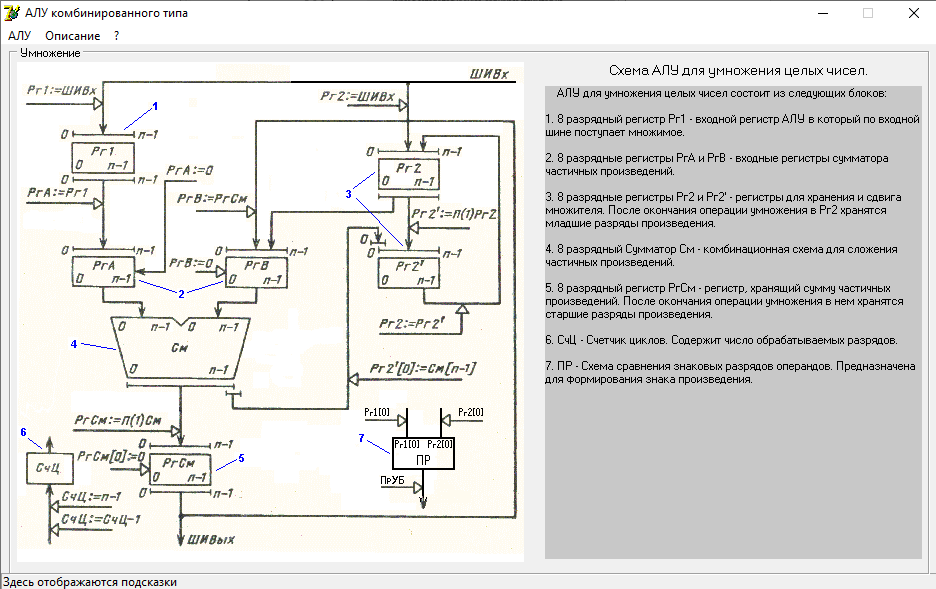 АЛУ комбинированного типа
АЛУ Описание ?
Умножение
ШИВх
Рг1:=ШИВх
Рг2:=ШИВх
1
0 n-1
Рг1
0 n-1
0 n-1
РгА:=0
РгА:=Рг1
РгВ:=РгСм
0 n-1
Рг2
0 n-1
3
Рг2':=П(1)Рг2
0
0 n-1
0 n-1
0 n-1
РгА
0 n-1
РгВ:=0
РгВ
0 n-1
Рг2'
0 n-1
2
Рг2:=Рг2'
0 n-1 0 n-1
См
4
0 n-1
Рг2'[0]:=См[n-1]
РгСм:=П(1)См
Рг1[0]
Рг2[0]
6
7
Рг1[0] Рг2[0]
ПР
0 n-1
РгСм[0]:=0
РгСм
0 n-1
5
СчЦ
ПрУБ
0 n-1
СчЦ:=n-1
СчЦ:=СчЦ-1
ШИВых
Схема АЛУ для умножения целых чисел.
АЛУ для умножения целых чисел состоит из следующих блоков:
1. 8 разрядный регистр Рг1 - входной регистр АЛУ в который по входной
шине поступает множимое.
2. 8 разрядные регистры РгА и РгВ - входные регистры сумматора
частичных произведений.
3. 8 разрядные регистры Рг2 и Рг2' - регистры для хранения и сдвига
множителя. После окончания операции умножения в Рг2 хранятся
младшие разряды произведения.
4. 8 разрядный Сумматор См - комбинационная схема для сложения
частичных произведений.
5. 8 разрядный регистр РгСм - регистр, хранящий сумму частичных
произведений. После окончания операции умножения в нем хранятся
старшие разряды произведения.
6. СчЦ - Счетчик циклов. Содержит число обрабатываемых разрядов.
7. ПР - Схема сравнения знаковых разрядов операндов. Предназначена
для формирования знака произведения.
Здесь отображаются подсказки